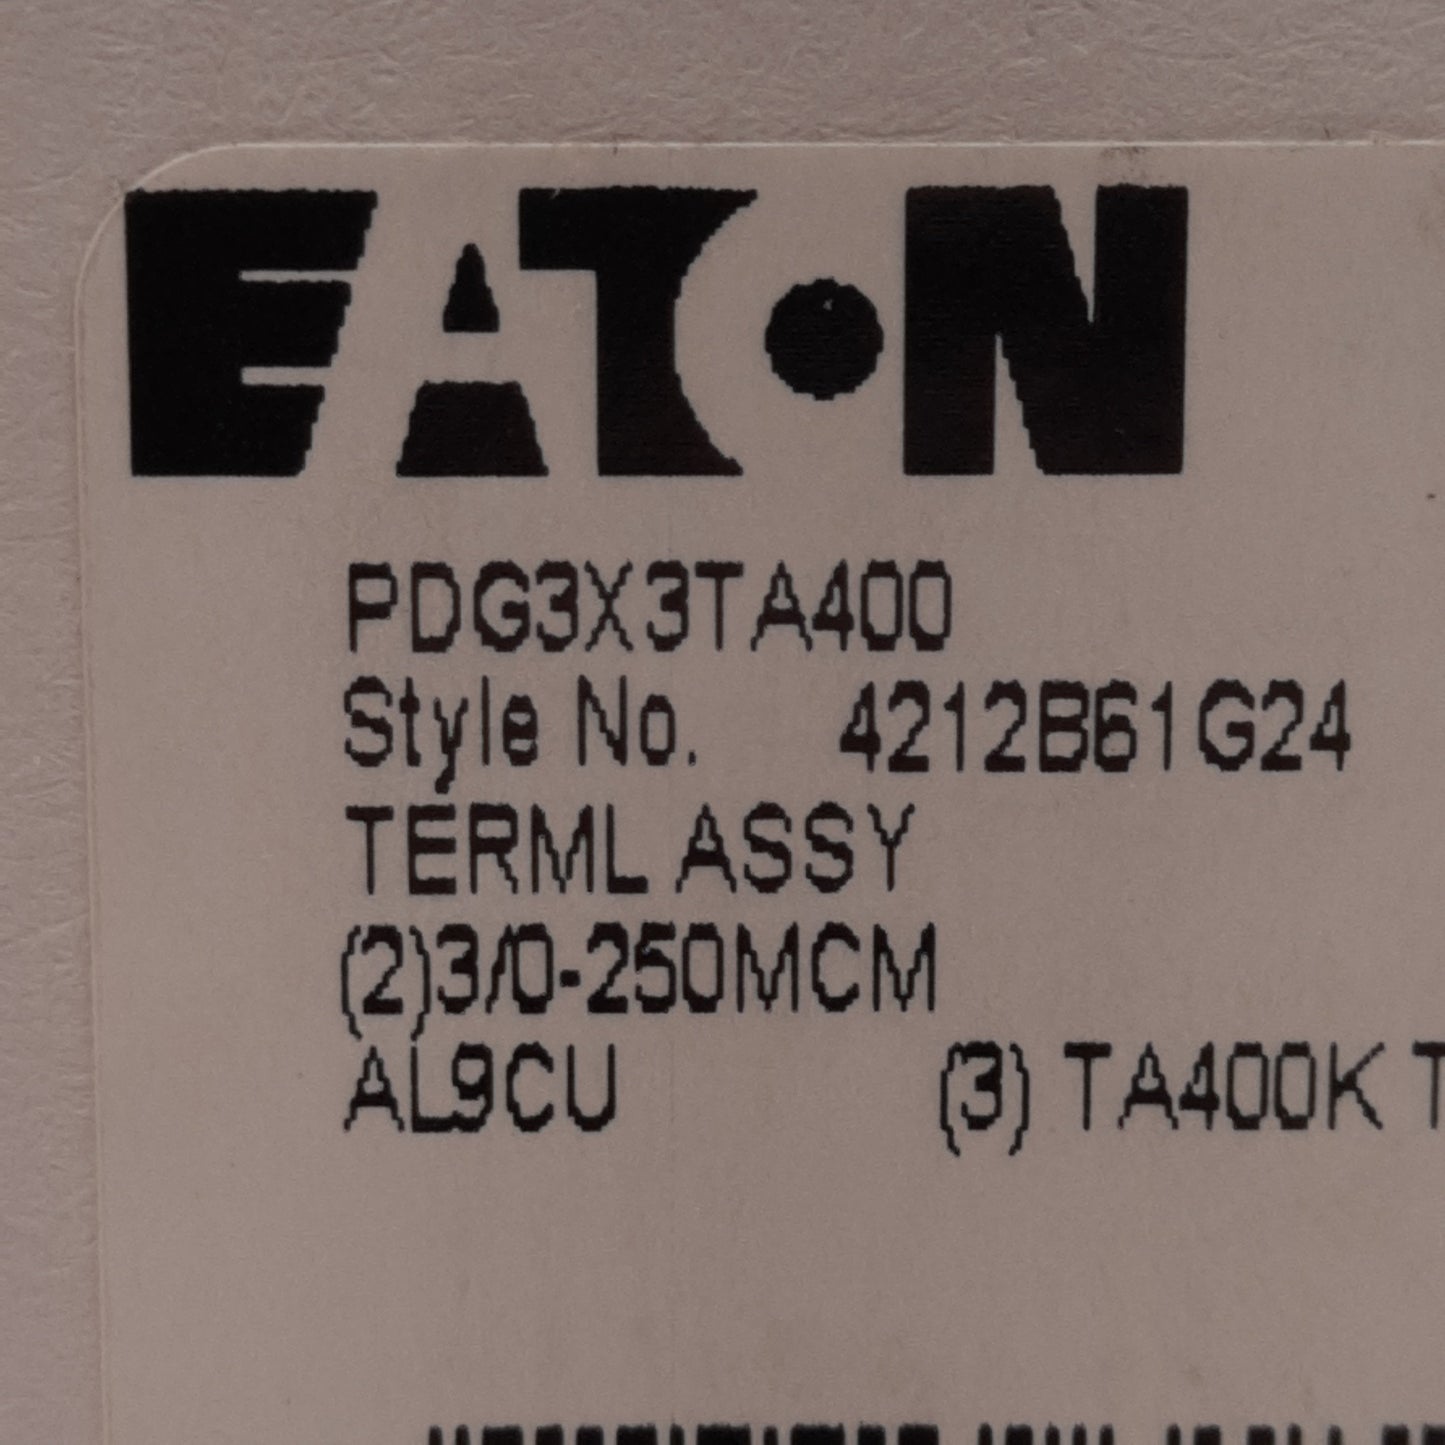 EATON
PDG3X3TA400
Style No. 4212B61G24
TERML ASSY
(2)3/0-250MCM
AL9CU (3) TA400K T